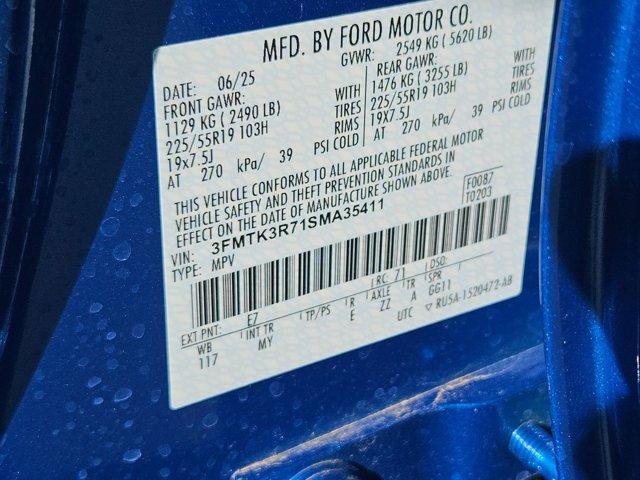 MFD. BY FORD MOTOR CO.
DATE: 06/25 GVWR: 2549 KG ( 5620 LB)
FRONT GAWR: REAR GAWR:
1129 KG ( 2490 LB) WITH 1476 KG ( 3255 LB) WITH
225/55R19 103H TIRES 225/55R19 103H TIRES
19x7.5J RIMS 19x7.5J RIMS
AT 270 kPa/ 39 PSI COLD AT 270 kPa/ 39 PSI COLD
THIS VEHICLE CONFORMS TO ALL APPLICABLE FEDERAL MOTOR
VEHICLE SAFETY AND THEFT PREVENTION STANDARDS IN
EFFECT ON THE DATE OF MANUFACTURE SHOWN ABOVE.
VIN: 3FMTK3R71SMA35411 F0087
TYPE: MPV T0203
EXT PNT: E7 RC: 71 DSO:
WB INT TR TP/PS R AXLE TR SPR
117 MY E ZZ A GG11
UTC ▽ RU5A-1520472-AB